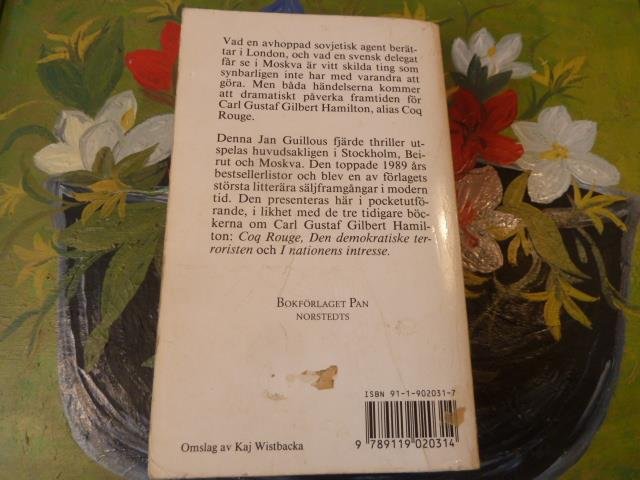 Vad en avhoppad sovjetisk agent berät-
tar i London, och vad en svensk delegat
får se i Moskva är vitt skilda ting som
synbarligen inte har med varandra att
göra. Men båda händelserna kommer
att dramatiskt påverka framtiden för
Carl Gustaf Gilbert Hamilton, alias Coq
Rouge.
Denna Jan Guillous fjärde thriller ut-
spelas huvudsakligen i Stockholm, Bei-
rut och Moskva. Den toppade 1989 års
bestsellerlistor och blev en av förlagets
största litterära säljframgångar i modern
tid. Den presenteras här i pocketutfö-
rande, i likhet med de tre tidigare böc-
kerna om Carl Gustaf Gilbert Hamil-
ton: Coq Rouge, Den demokratiske ter-
roristen och I nationens intresse.
BOKFÖRLAGET PAN
NORSTEDTS
ISBN 91-1-902031-7
9 789119 020314
Omslag av Kaj Wistbacka